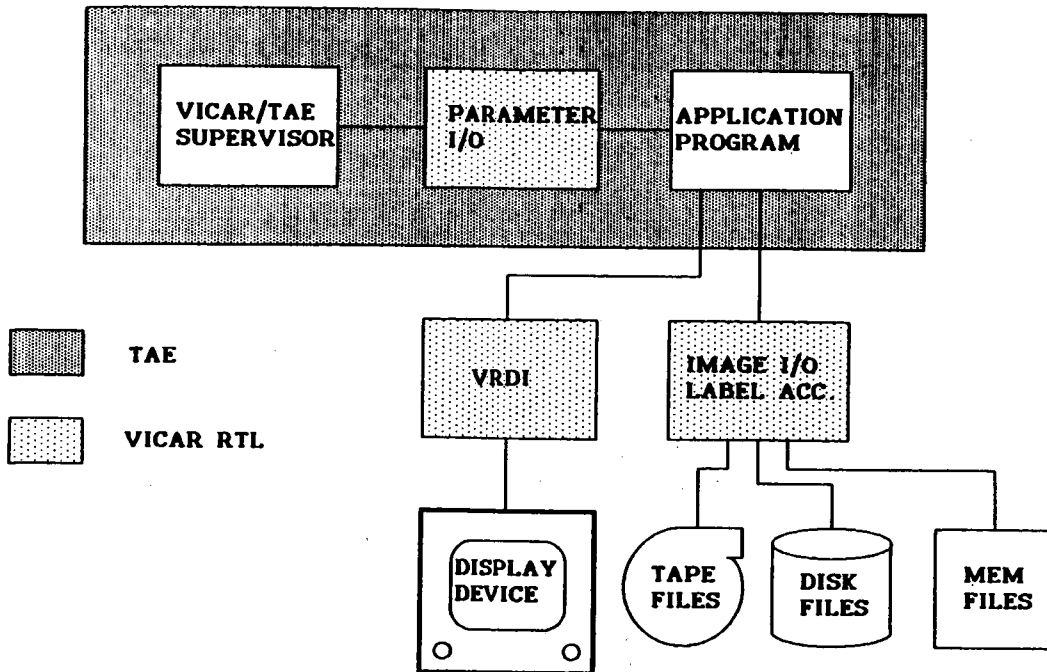 VICAR/TAE
SUPERVISOR
PARAMETER
I/O
APPLICATION
PROGRAM
TAE
VICAR RTL
VRDI
IMAGE I/O
LABEL ACC.
DISPLAY
DEVICE
TAPE
FILES
DISK
FILES
MEM
FILES